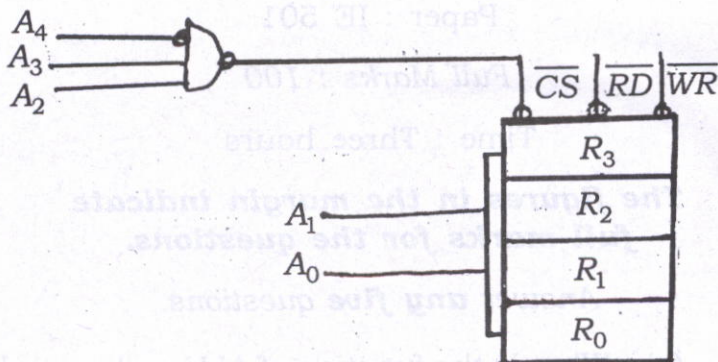 A₄
A₃
A₂
CS RD WR
R₃
R₂
R₁
R₀
A₁
A₀
Paper : IE 501
Full Marks : 100
Time : Three hours
The figures in the margin indicate
full marks for the questions.
Answer any five questions.